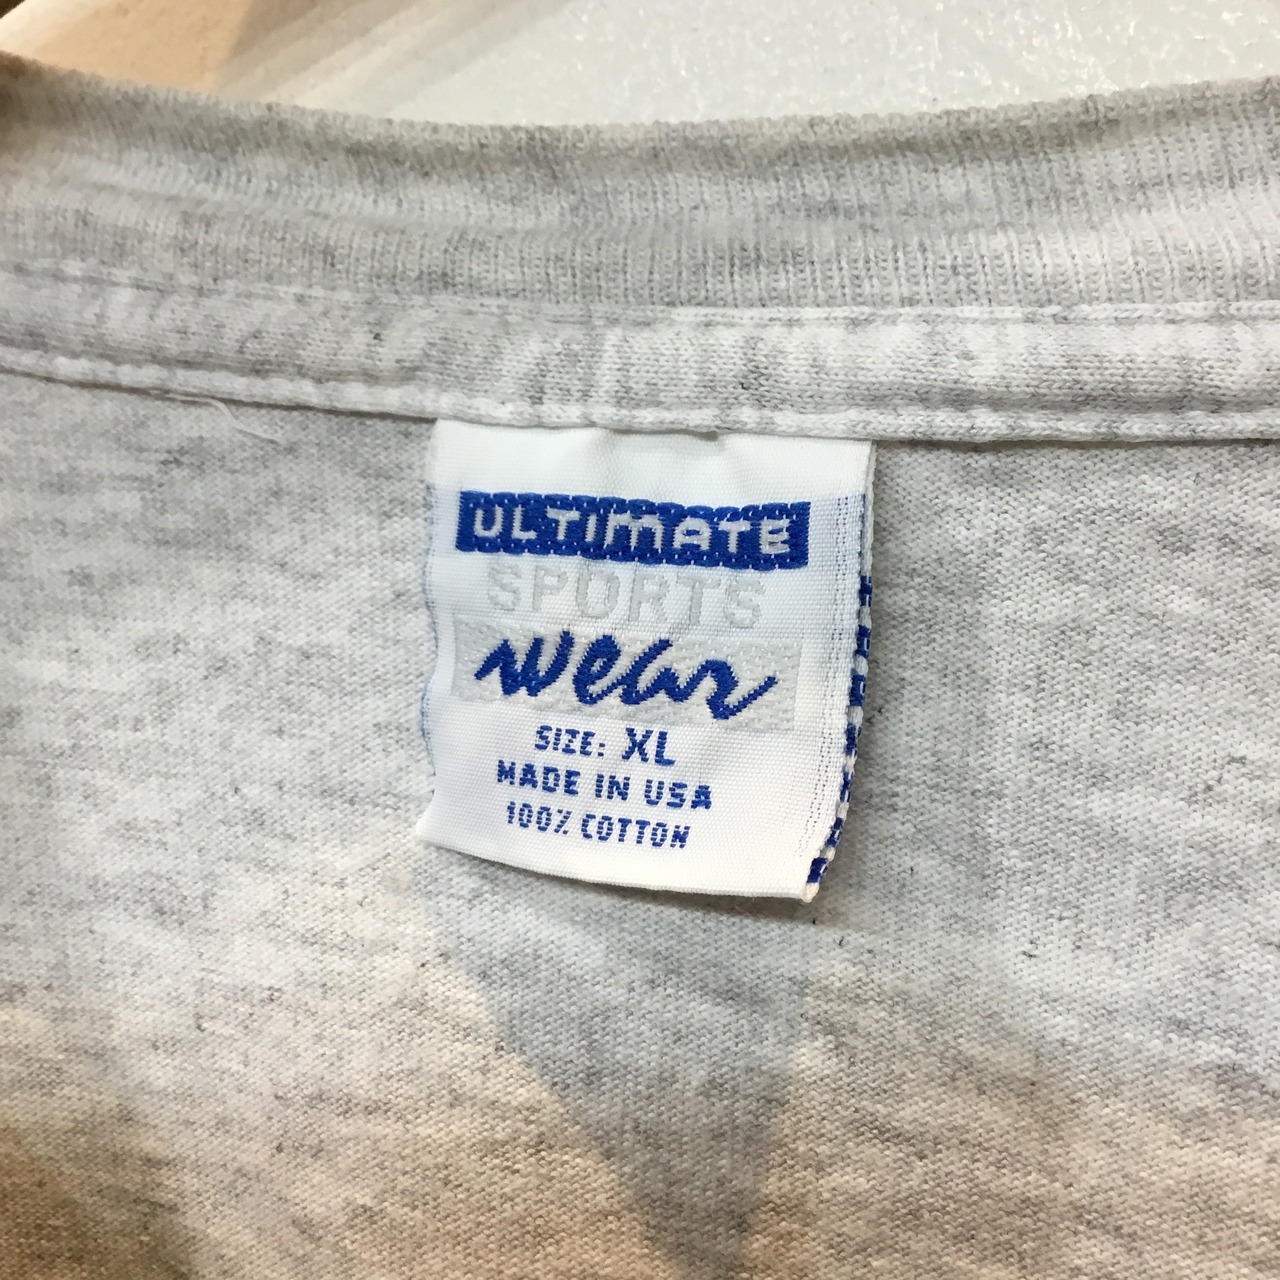 ULTIMATE
SPORTS
wear
SIZE: XL
MADE IN USA
100% COTTON